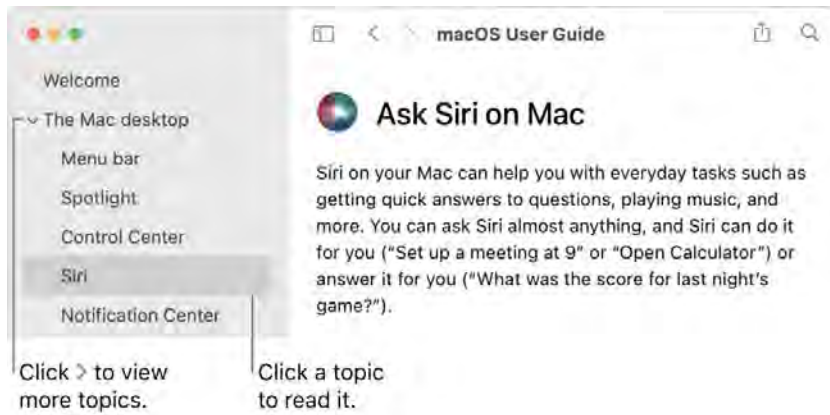 macOS User Guide
Welcome
The Mac desktop
Menu bar
Spotlight
Control Center
Siri
Notification Center
Ask Siri on Mac
Siri on your Mac can help you with everyday tasks such as
getting quick answers to questions, playing music, and
more. You can ask Siri almost anything, and Siri can do it
for you (“Set up a meeting at 9” or “Open Calculator”) or
answer it for you (“What was the score for last night’s
game?”).
Click > to view
more topics.
Click a topic
to read it.